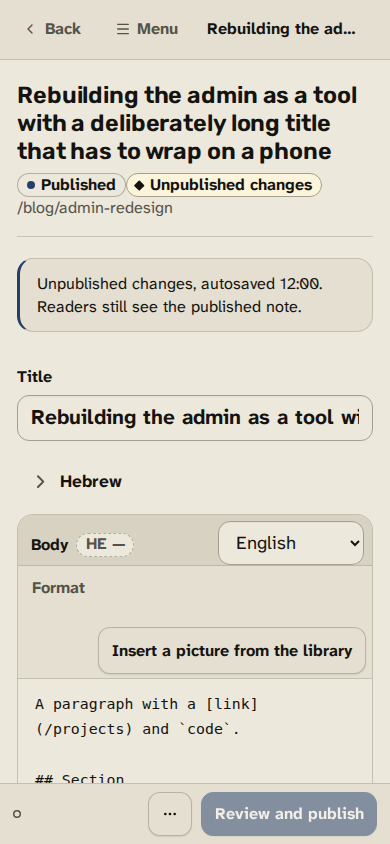 Back
Menu
Rebuilding the ad...
Rebuilding the admin as a tool
with a deliberately long title
that has to wrap on a phone
Published
Unpublished changes
/blog/admin-redesign
Unpublished changes, autosaved 12:00.
Readers still see the published note.
Title
Rebuilding the admin as a tool wi
Hebrew
Body
HE —
English
Format
Insert a picture from the library
A paragraph with a [link]
(/projects) and `code`.
## Section
...
Review and publish